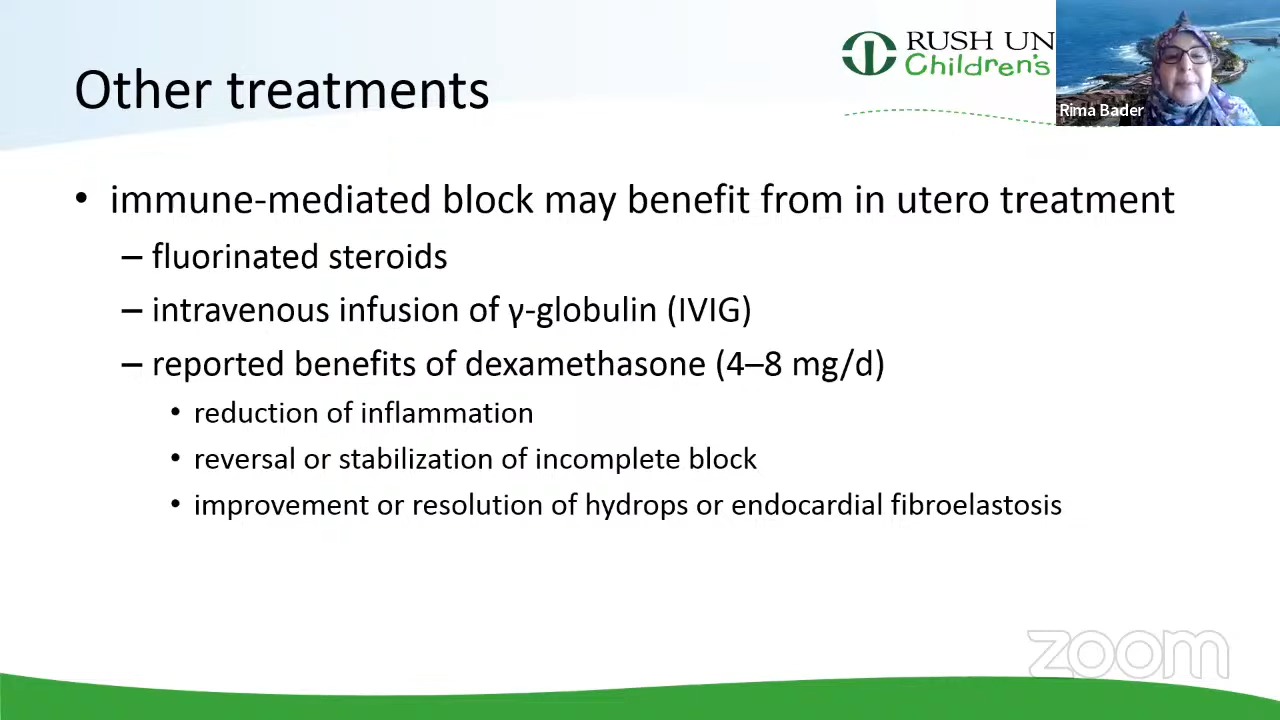 RUSH UN
Children's
Rima Bader
Other treatments
• immune-mediated block may benefit from in utero treatment
– fluorinated steroids
– intravenous infusion of γ-globulin (IVIG)
– reported benefits of dexamethasone (4–8 mg/d)
• reduction of inflammation
• reversal or stabilization of incomplete block
• improvement or resolution of hydrops or endocardial fibroelastosis
zoom